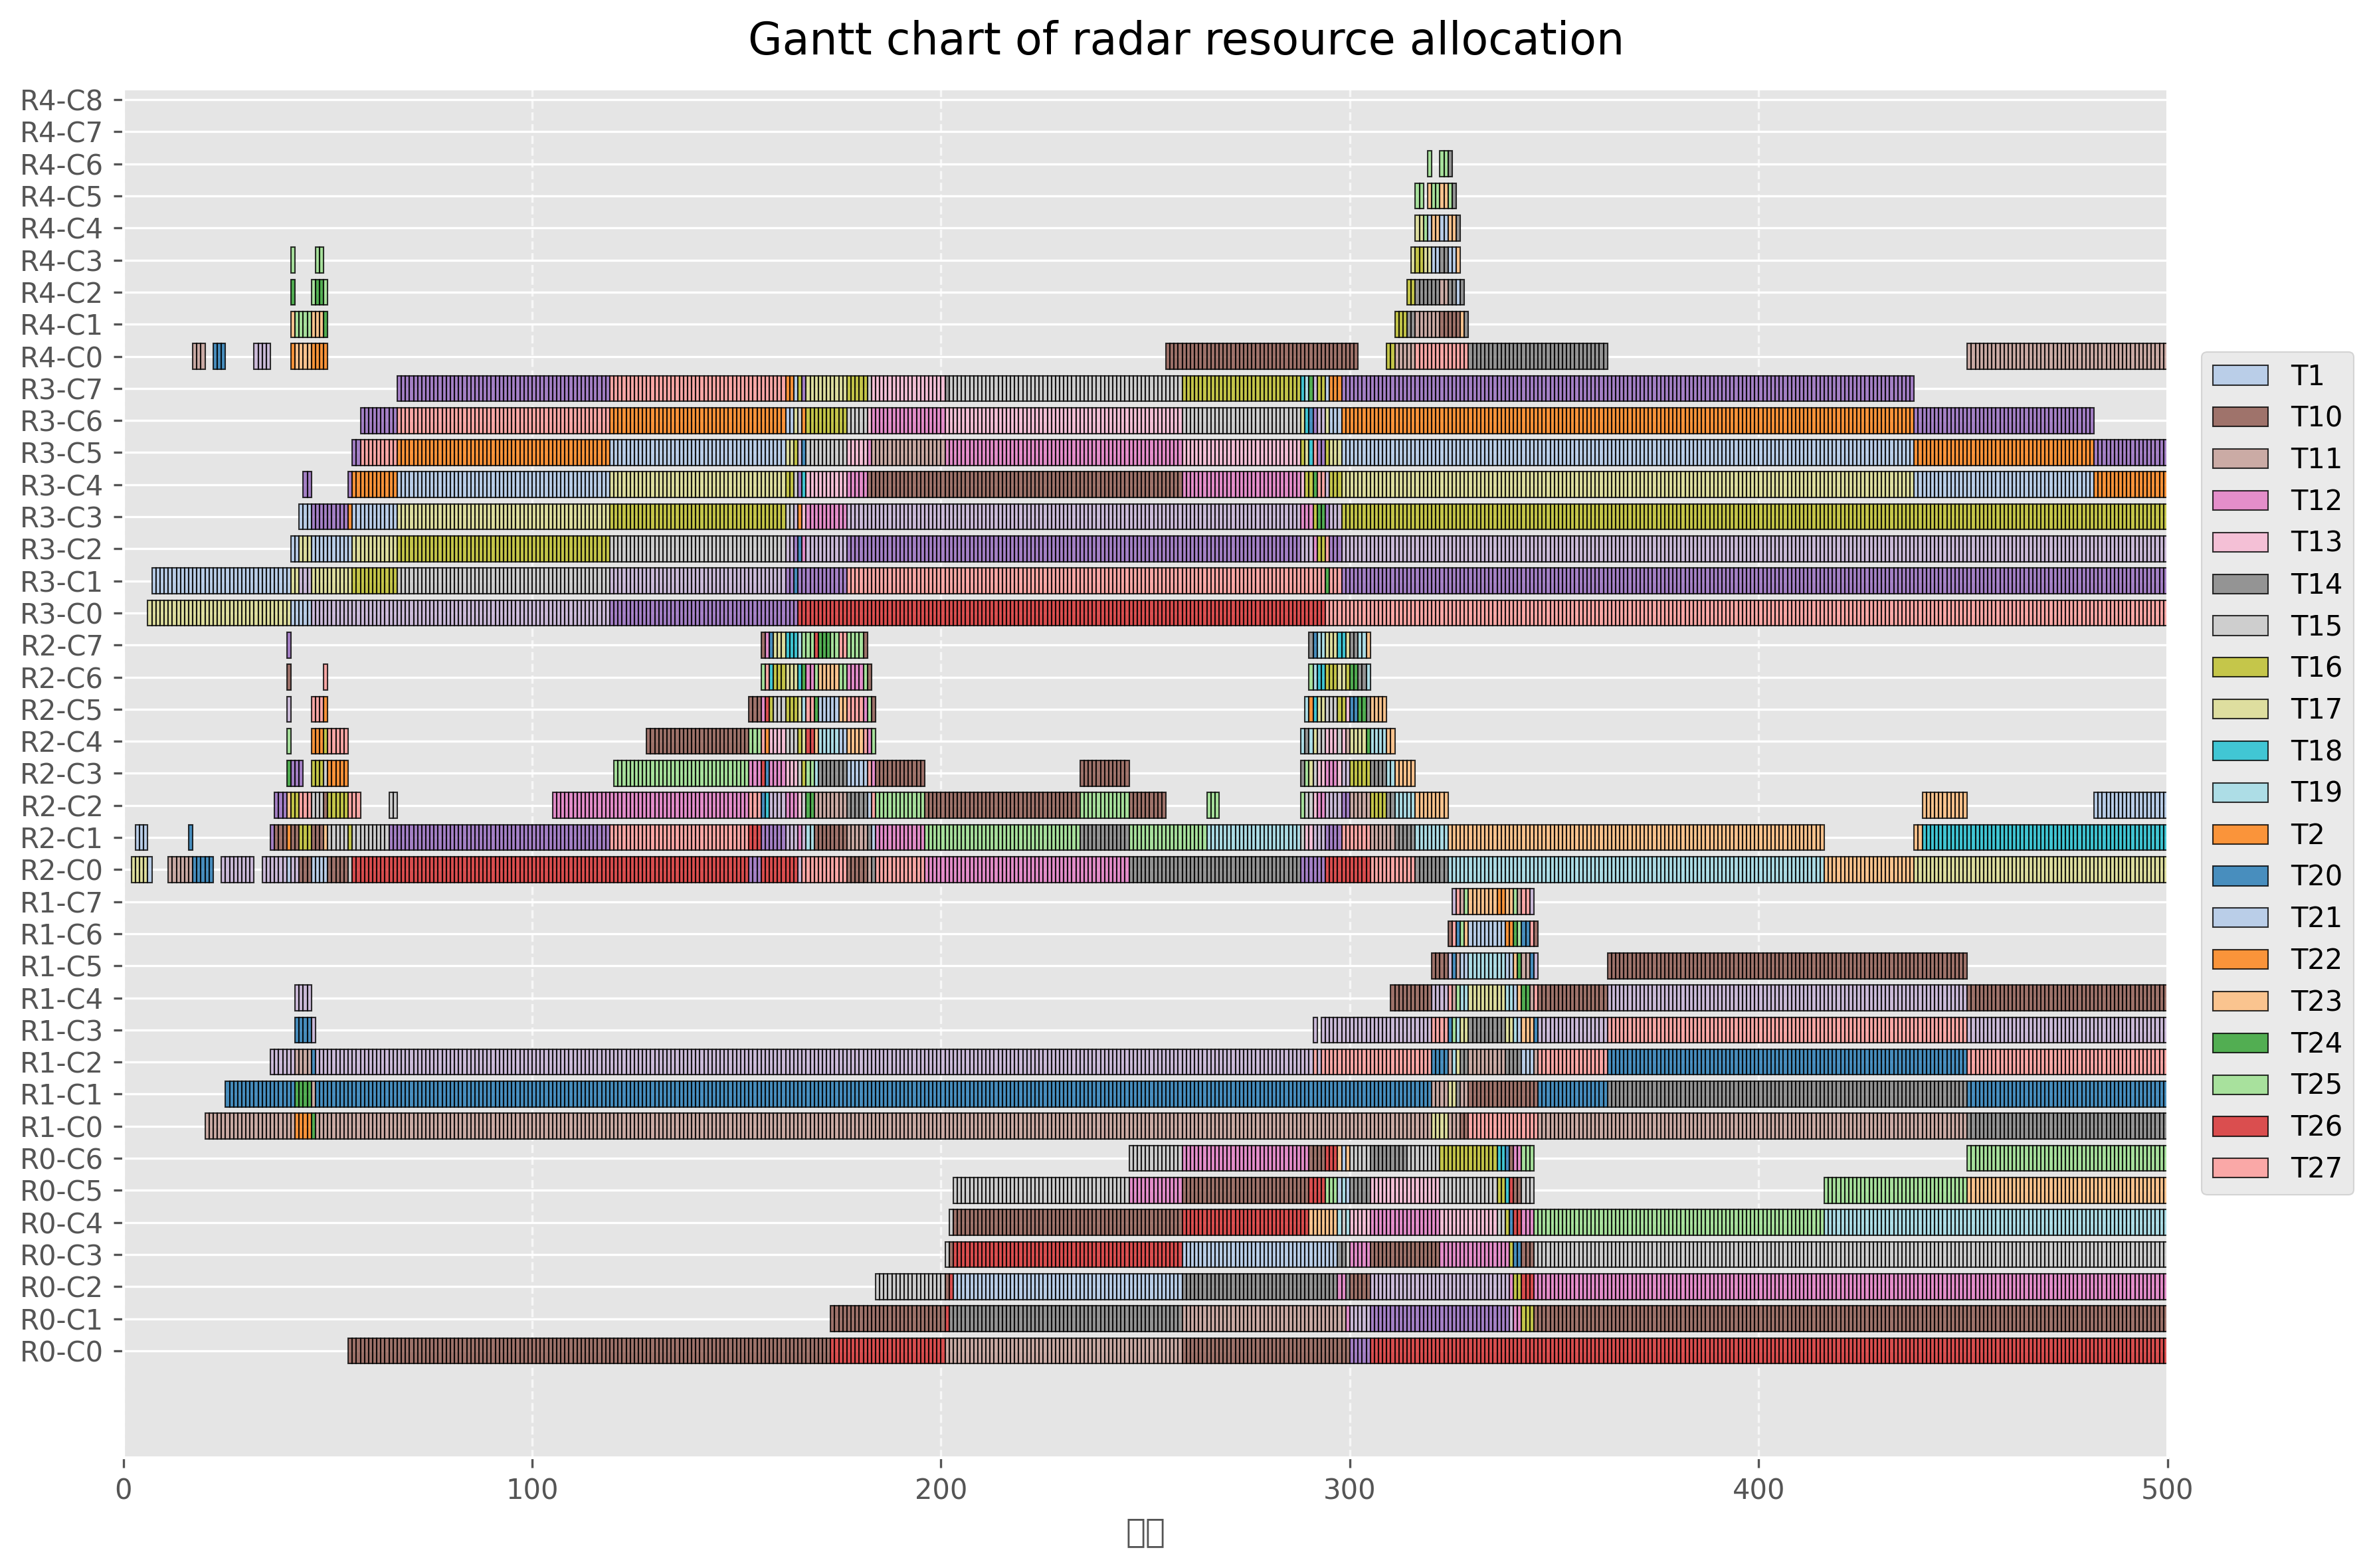 Gantt chart of radar resource allocation
R4-C8
R4-C7
R4-C6
R4-C5
R4-C4
R4-C3
R4-C2
R4-C1
R4-C0
R3-C7
R3-C6
R3-C5
R3-C4
R3-C3
R3-C2
R3-C1
R3-C0
R2-C7
R2-C6
R2-C5
R2-C4
R2-C3
R2-C2
R2-C1
R2-C0
R1-C7
R1-C6
R1-C5
R1-C4
R1-C3
R1-C2
R1-C1
R1-C0
R0-C6
R0-C5
R0-C4
R0-C3
R0-C2
R0-C1
R0-C0
0 100 200 300 400 500
T1
T10
T11
T12
T13
T14
T15
T16
T17
T18
T19
T2
T20
T21
T22
T23
T24
T25
T26
T27